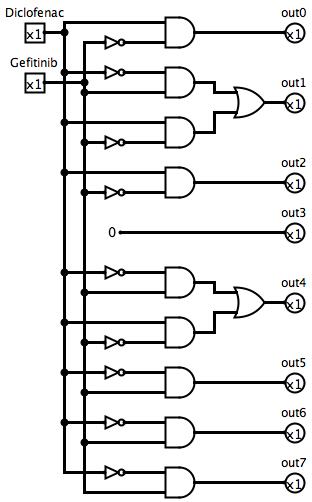 Diclofenac
x1
out0
x1
Gefitinib
x1
out1
x1
out2
x1
out3
0
x1
out4
x1
out5
x1
out6
x1
out7
x1